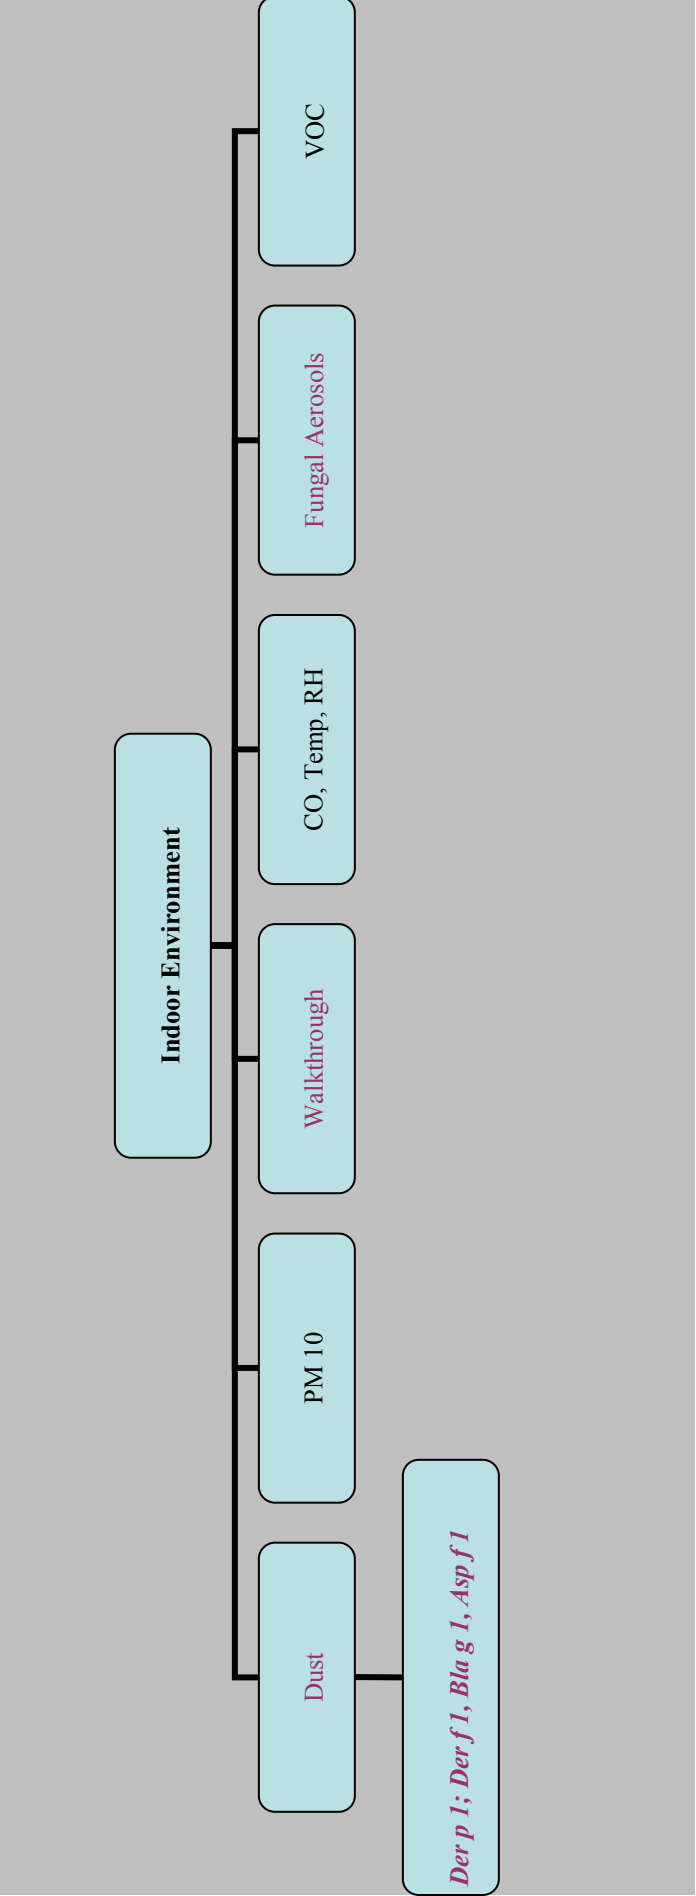 Indoor Environment
Dust
PM 10
Walkthrough
CO, Temp, RH
Fungal Aerosols
VOC
Der p 1; Der f 1, Bla g 1, Asp f 1